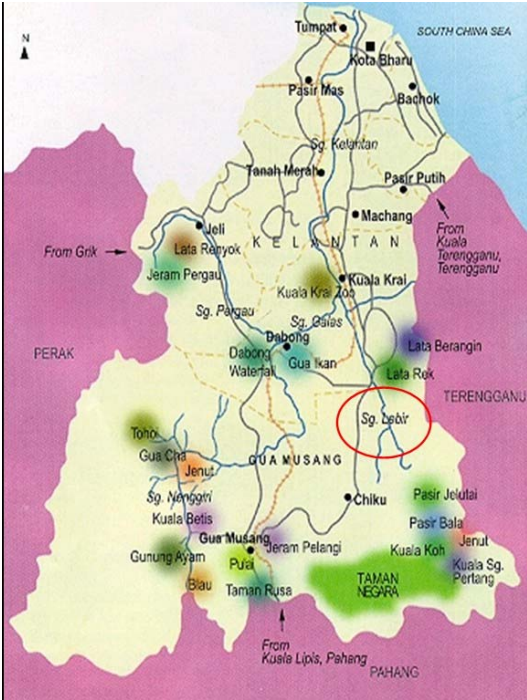 N
Tumpat
SOUTH CHINA SEA
Kota Bharu
Pasir Mas
Bachok
Sg. Kelantan
Tanah Merah
Pasir Putih
Machang
Jeli
From Grik
Lata Renyok
KELANTAN
From
Kuala
Terengganu,
Terengganu
Jeram Pergau
Kuala Krai
Kuala Krai Zoo
Sg. Pergau
Sg. Galas
Dabong
Lata Berangin
PERAK
Dabong
Waterfall
Gua Ikan
Lata Rek
TERENGGANU
Sg. Lebir
Tohoi
Gua Cha
Jenut
GUA MUSANG
Sg. Nenggiri
Chiku
Pasir Jelutai
Kuala Betis
Pasir Bala
Gua Musang
Jeram Pelangi
Kuala Koh
Jenut
Gunung Ayam
Pulai
Kuala Sg.
Pertang
Blau
Taman Rusa
TAMAN
NEGARA
From
Kuala Lipis, Pahang
PAHANG